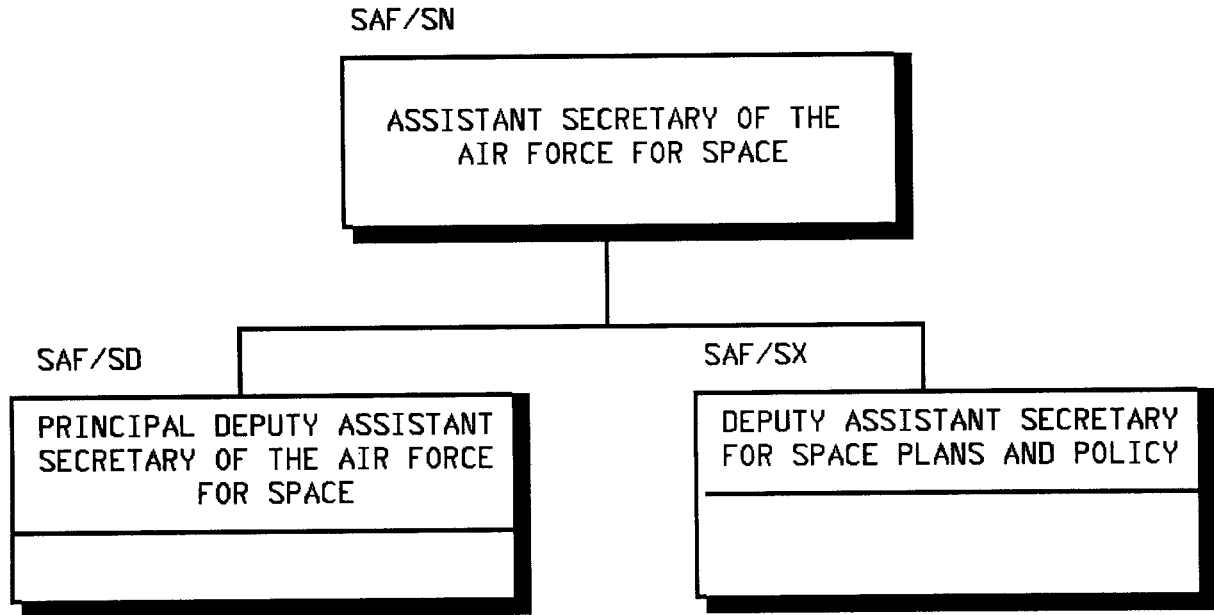 SAF/SN
ASSISTANT SECRETARY OF THE
AIR FORCE FOR SPACE
SAF/SD
PRINCIPAL DEPUTY ASSISTANT
SECRETARY OF THE AIR FORCE
FOR SPACE
SAF/SX
DEPUTY ASSISTANT SECRETARY
FOR SPACE PLANS AND POLICY